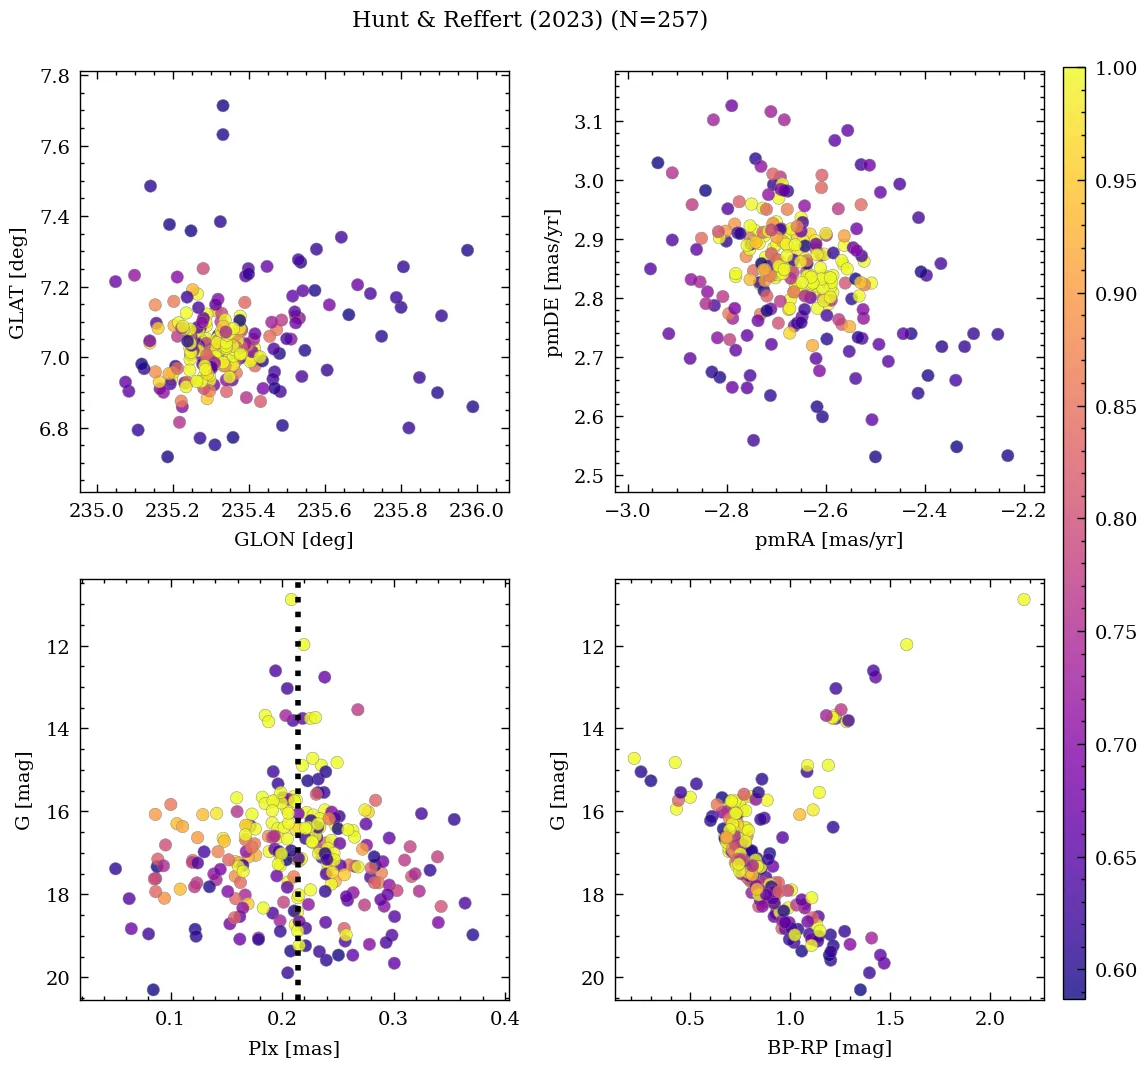 Hunt & Reffert (2023) (N=257)
7.8
7.6
7.4
7.2
7.0
6.8
GLAT [deg]
235.0 235.2 235.4 235.6 235.8 236.0
GLON [deg]
3.1
3.0
2.9
2.8
2.7
2.6
2.5
pmDE [mas/yr]
−3.0 −2.8 −2.6 −2.4 −2.2
pmRA [mas/yr]
12
14
16
18
20
G [mag]
0.1 0.2 0.3 0.4
Plx [mas]
12
14
16
18
20
G [mag]
0.5 1.0 1.5 2.0
BP-RP [mag]
1.00
0.95
0.90
0.85
0.80
0.75
0.70
0.65
0.60